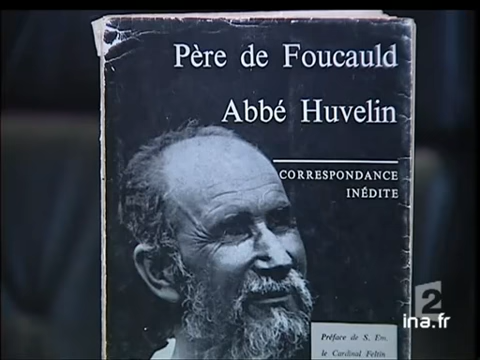 Père de Foucauld
Abbé Huvelin
CORRESPONDANCE
INÉDITE
Préface de S. Em.
le Cardinal Feltin
2
ina.fr